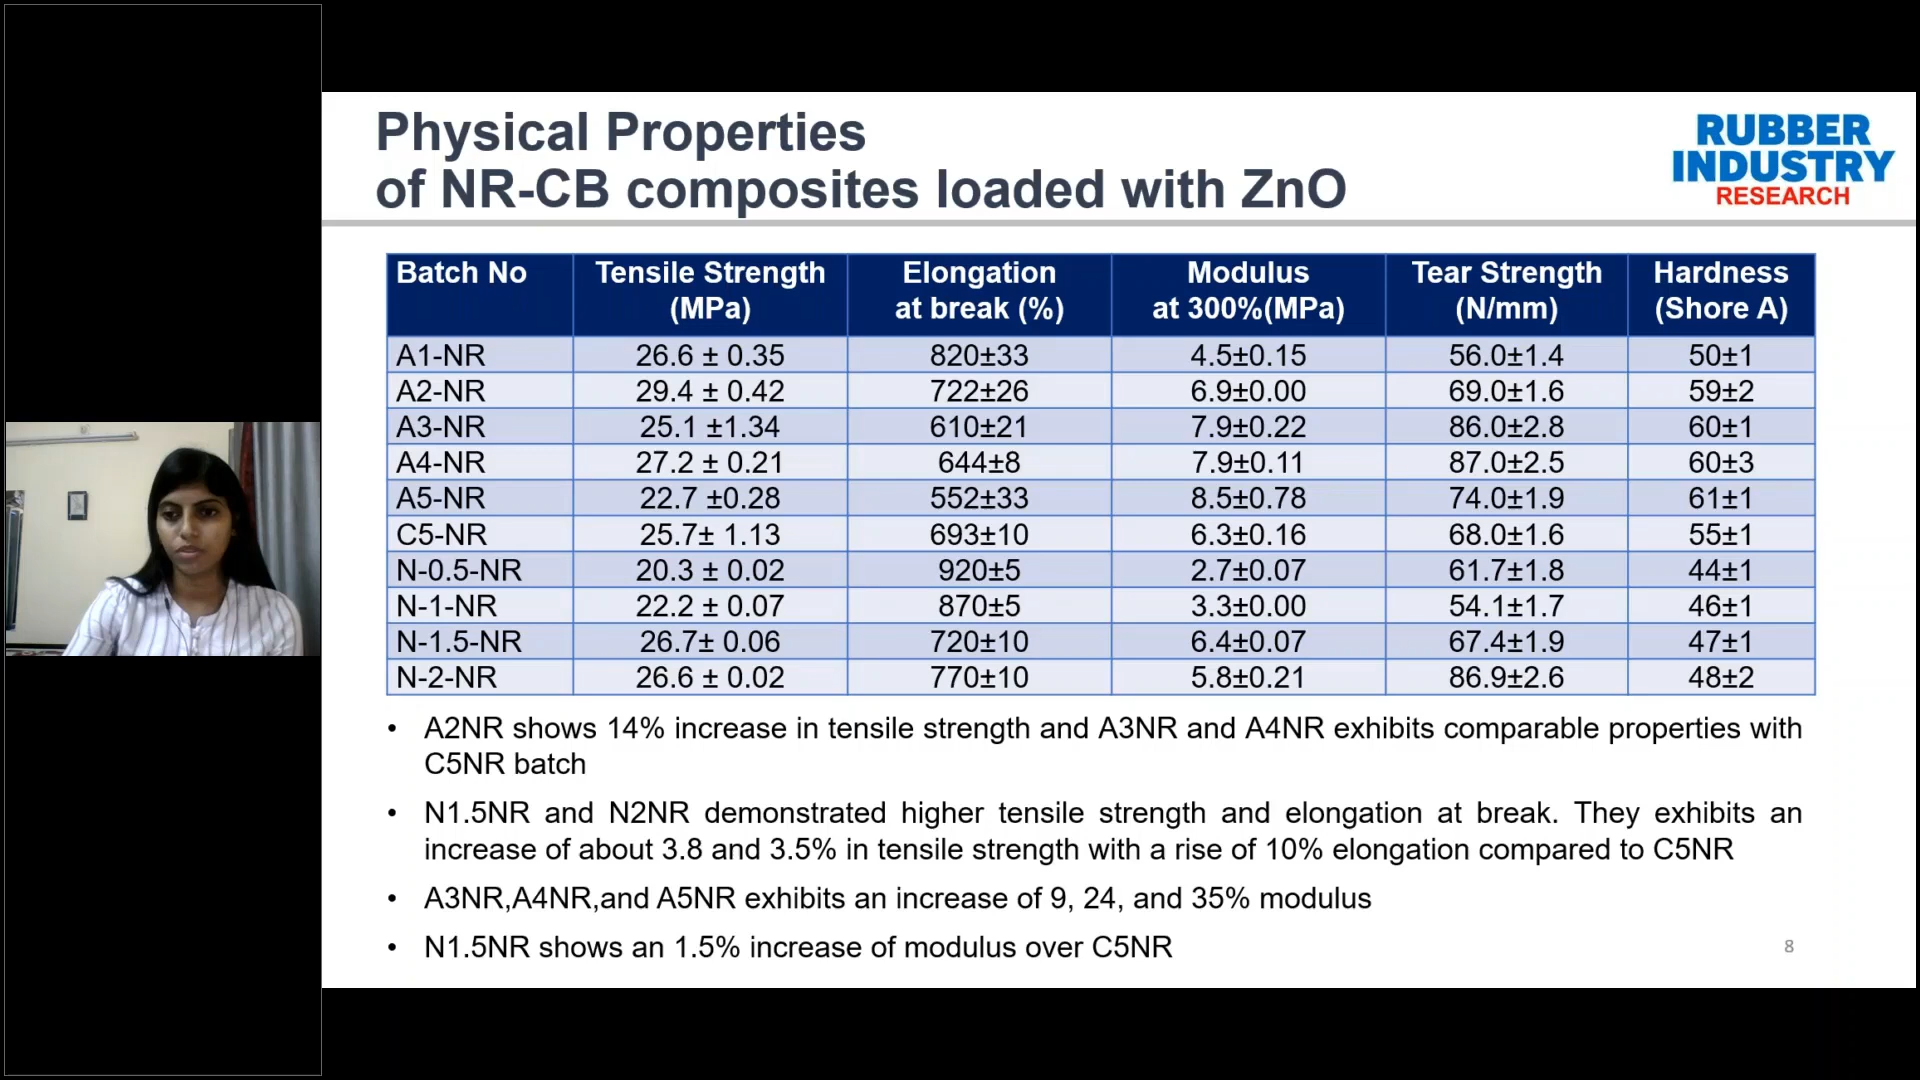 Physical Properties
of NR-CB composites loaded with ZnO
RUBBER
INDUSTRY
RESEARCH
Batch No Tensile Strength (MPa) Elongation at break (%) Modulus at 300%(MPa) Tear Strength (N/mm) Hardness (Shore A)
A1-NR 26.6 ± 0.35 820±33 4.5±0.15 56.0±1.4 50±1
A2-NR 29.4 ± 0.42 722±26 6.9±0.00 69.0±1.6 59±2
A3-NR 25.1 ±1.34 610±21 7.9±0.22 86.0±2.8 60±1
A4-NR 27.2 ± 0.21 644±8 7.9±0.11 87.0±2.5 60±3
A5-NR 22.7 ±0.28 552±33 8.5±0.78 74.0±1.9 61±1
C5-NR 25.7± 1.13 693±10 6.3±0.16 68.0±1.6 55±1
N-0.5-NR 20.3 ± 0.02 920±5 2.7±0.07 61.7±1.8 44±1
N-1-NR 22.2 ± 0.07 870±5 3.3±0.00 54.1±1.7 46±1
N-1.5-NR 26.7± 0.06 720±10 6.4±0.07 67.4±1.9 47±1
N-2-NR 26.6 ± 0.02 770±10 5.8±0.21 86.9±2.6 48±2
• A2NR shows 14% increase in tensile strength and A3NR and A4NR exhibits comparable properties with
C5NR batch
• N1.5NR and N2NR demonstrated higher tensile strength and elongation at break. They exhibits an
increase of about 3.8 and 3.5% in tensile strength with a rise of 10% elongation compared to C5NR
• A3NR,A4NR,and A5NR exhibits an increase of 9, 24, and 35% modulus
• N1.5NR shows an 1.5% increase of modulus over C5NR
8